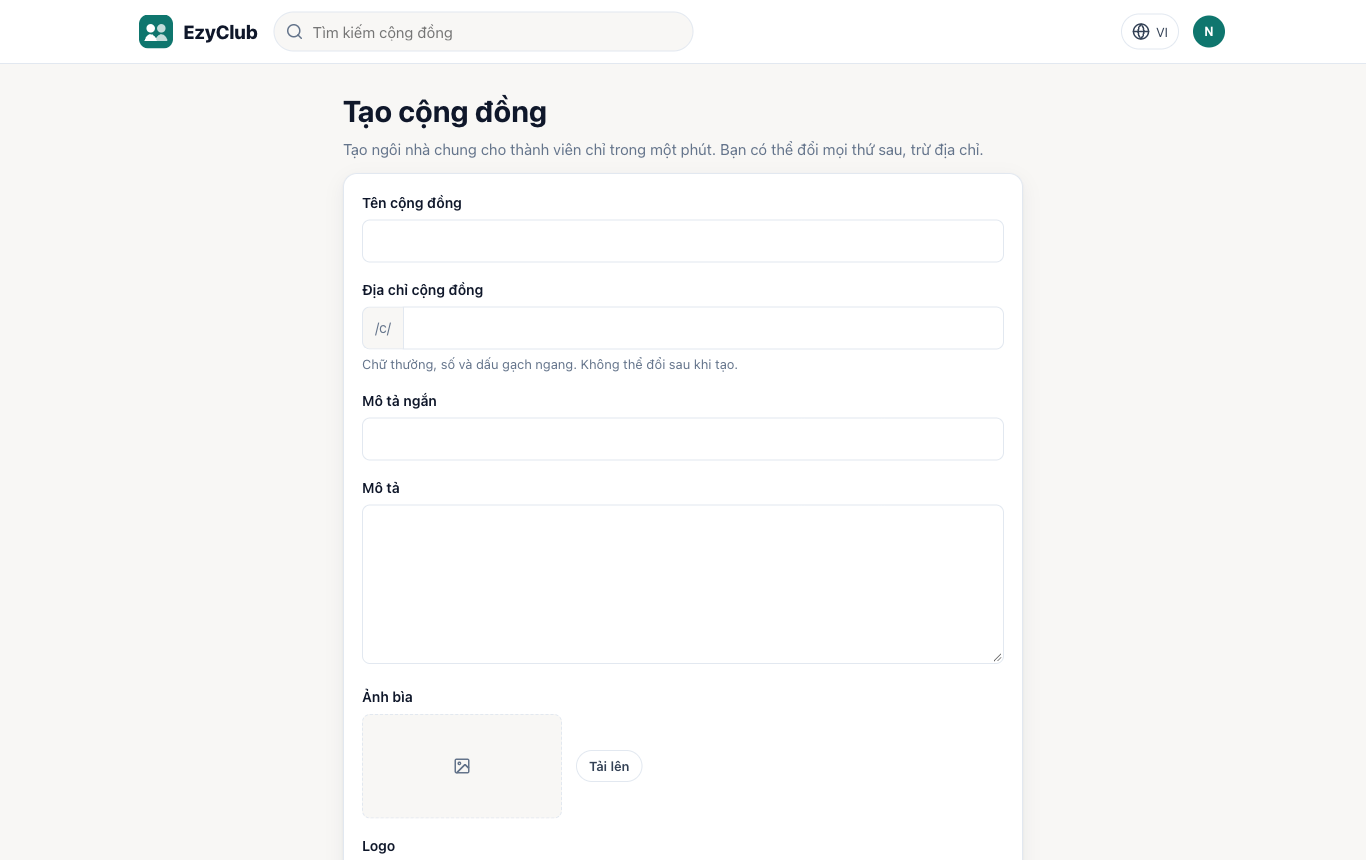 EzyClub
Tìm kiếm cộng đồng
VI
N
Tạo cộng đồng
Tạo ngôi nhà chung cho thành viên chỉ trong một phút. Bạn có thể đổi mọi thứ sau, trừ địa chỉ.
Tên cộng đồng
Địa chỉ cộng đồng
/c/
Chữ thường, số và dấu gạch ngang. Không thể đổi sau khi tạo.
Mô tả ngắn
Mô tả
Ảnh bìa
Tải lên
Logo